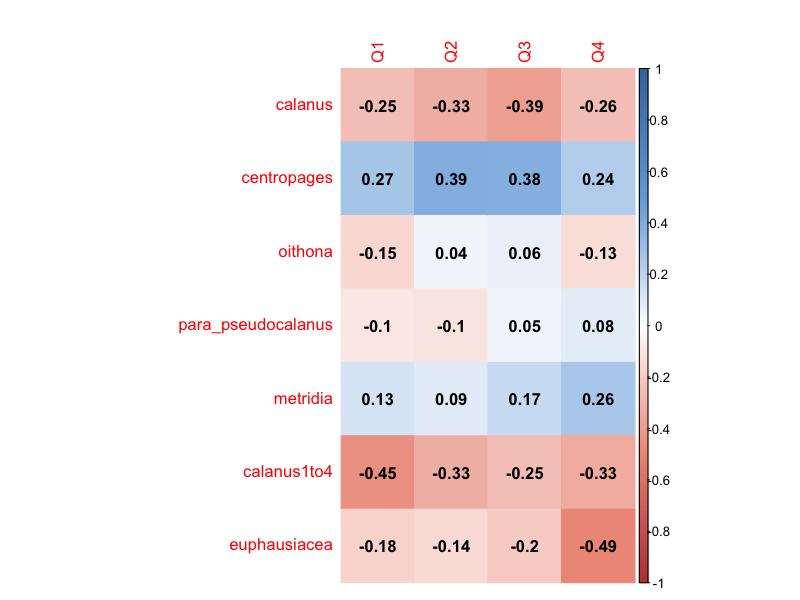 Q1 Q2 Q3 Q4
calanus -0.25 -0.33 -0.39 -0.26
centropages 0.27 0.39 0.38 0.24
oithona -0.15 0.04 0.06 -0.13
para_pseudocalanus -0.1 -0.1 0.05 0.08
metridia 0.13 0.09 0.17 0.26
calanus1to4 -0.45 -0.33 -0.25 -0.33
euphausiacea -0.18 -0.14 -0.2 -0.49
1
0.8
0.6
0.4
0.2
0
-0.2
-0.4
-0.6
-0.8
-1